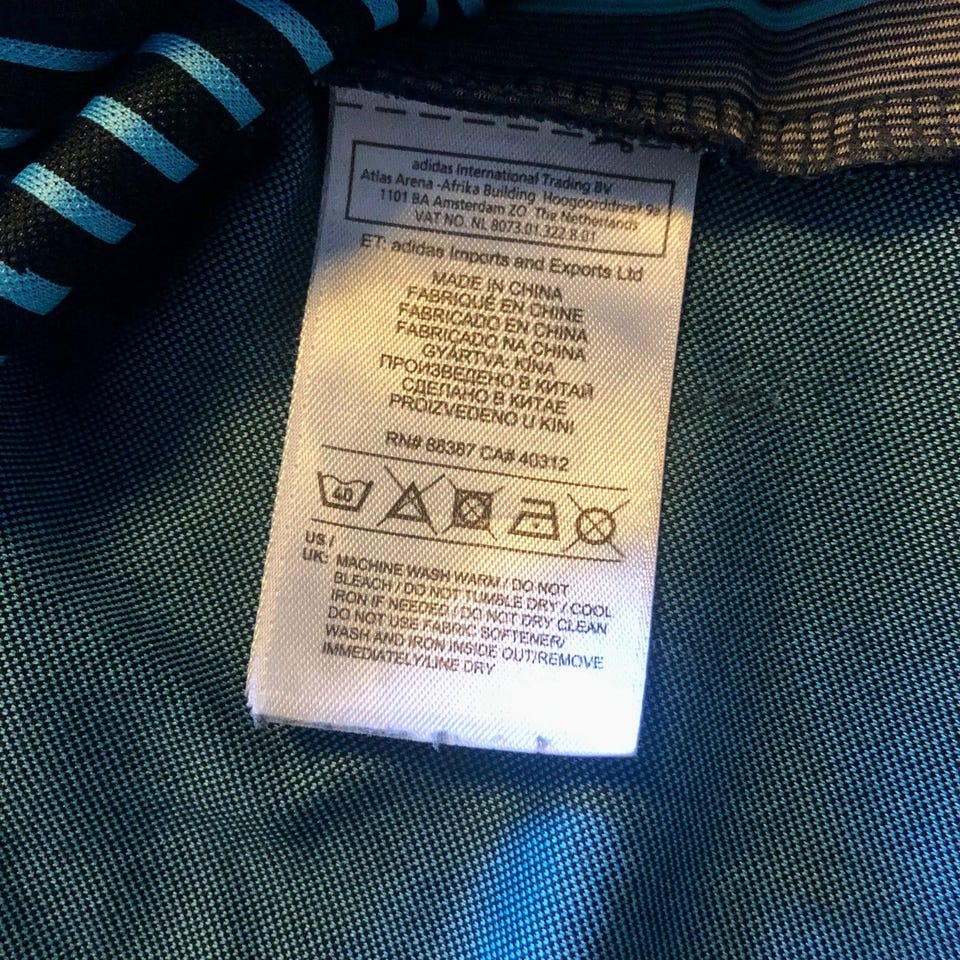 adidas International Trading BV
Atlas Arena -Afrika Building Hoogoorddreef 9a
1101 BA Amsterdam ZO The Netherlands
VAT NO. NL 8073.01.322.B.01
ET: adidas Imports and Exports Ltd
MADE IN CHINA
FABRIQUÉ EN CHINE
FABRICADO EN CHINA
FABRICADO NA CHINA
GYÁRTVA: KÍNA
ПРОИЗВЕДЕНО В КИТАЙ
СДЕЛАНО В КИТАЕ
PROIZVEDENO U KINI
RN# 88387 CA# 40312
40
US /
UK: MACHINE WASH WARM / DO NOT
BLEACH / DO NOT TUMBLE DRY / COOL
IRON IF NEEDED / DO NOT DRY CLEAN
DO NOT USE FABRIC SOFTENER/
WASH AND IRON INSIDE OUT/REMOVE
IMMEDIATELY/LINE DRY